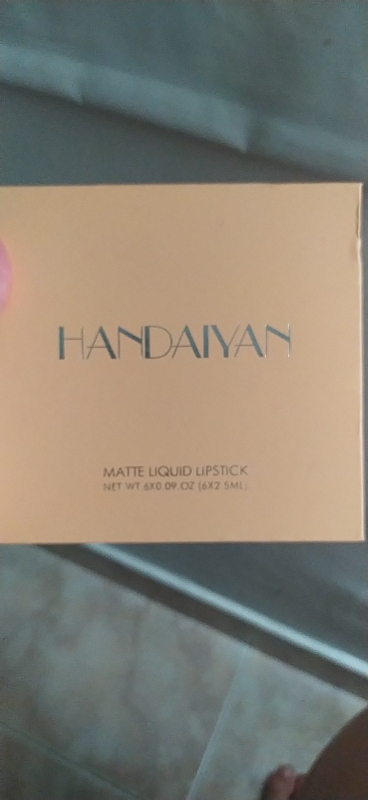 HANDAIYAN
MATTE LIQUID LIPSTICK
NET WT. 6X0.09.OZ (6X2.5ML)